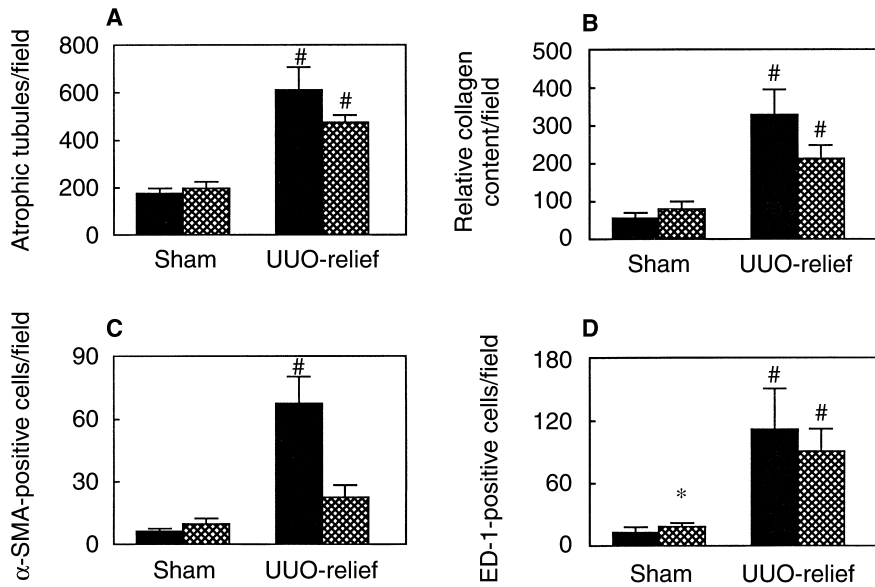 A
Atrophic tubules/field
800
600
400
200
0
#
#
Sham
UUO-relief
B
Relative collagen
content/field
500
400
300
200
100
0
#
#
Sham
UUO-relief
C
α-SMA-positive cells/field
90
60
30
0
#
Sham
UUO-relief
D
ED-1-positive cells/field
180
120
60
0
*
#
#
Sham
UUO-relief